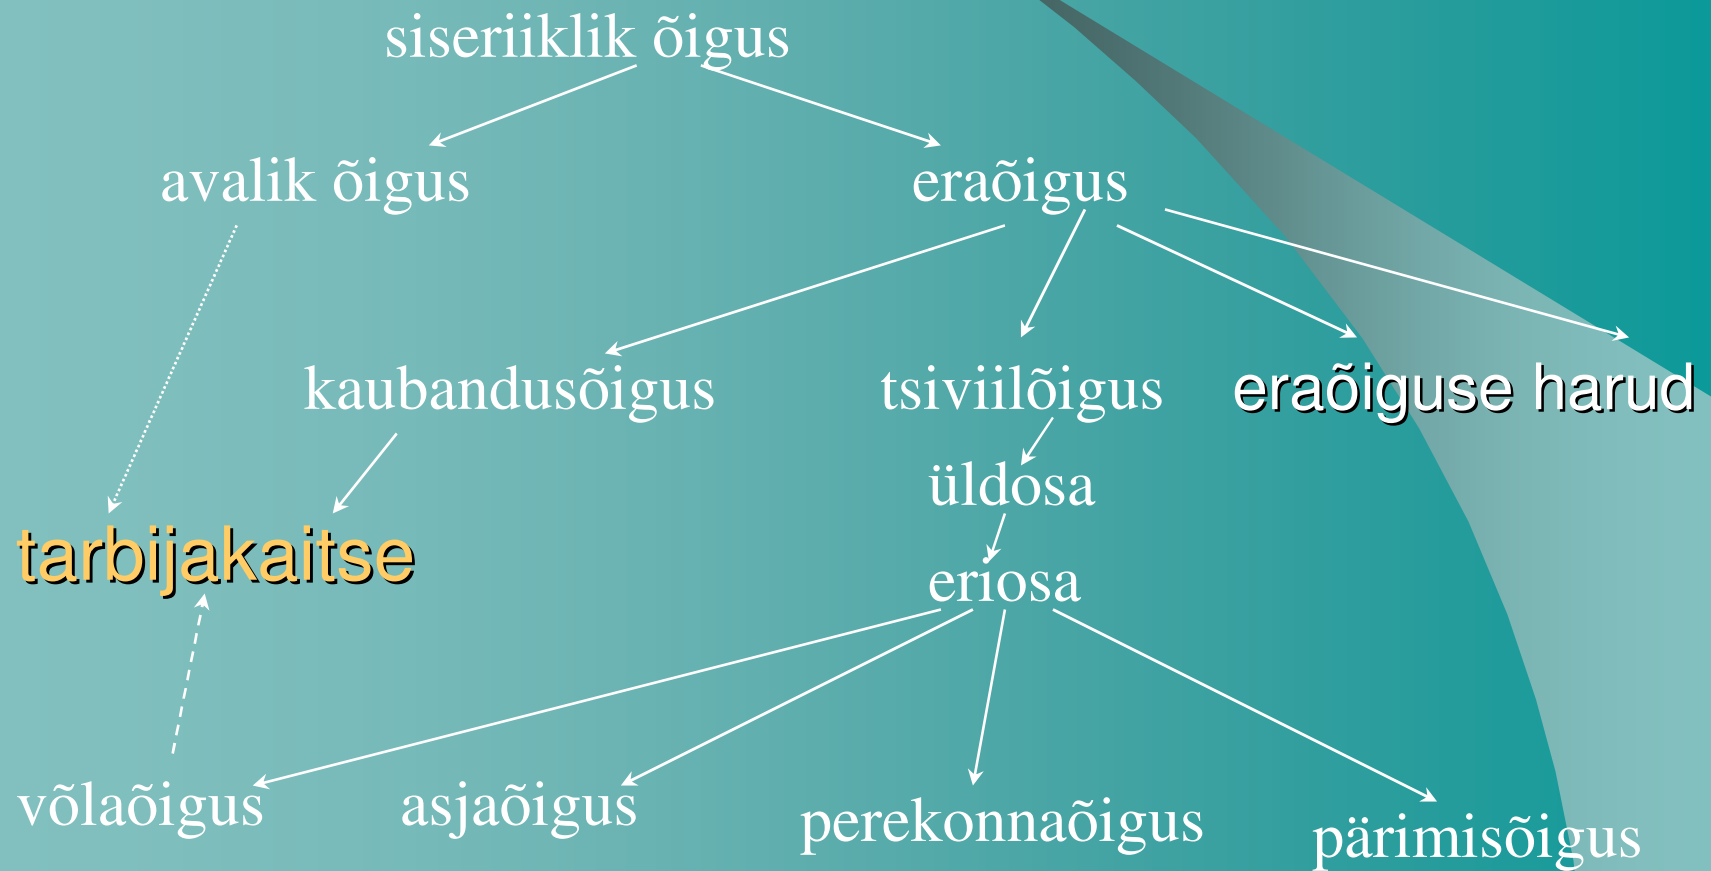 siseriiklik õigus
avalik õigus
eraõigus
kaubandusõigus
tsiviilõigus
eraõiguse harud
üldosa
tarbijakaitse
eriosa
võlaõigus
asjaõigus
perekonnaõigus
pärimisõigus